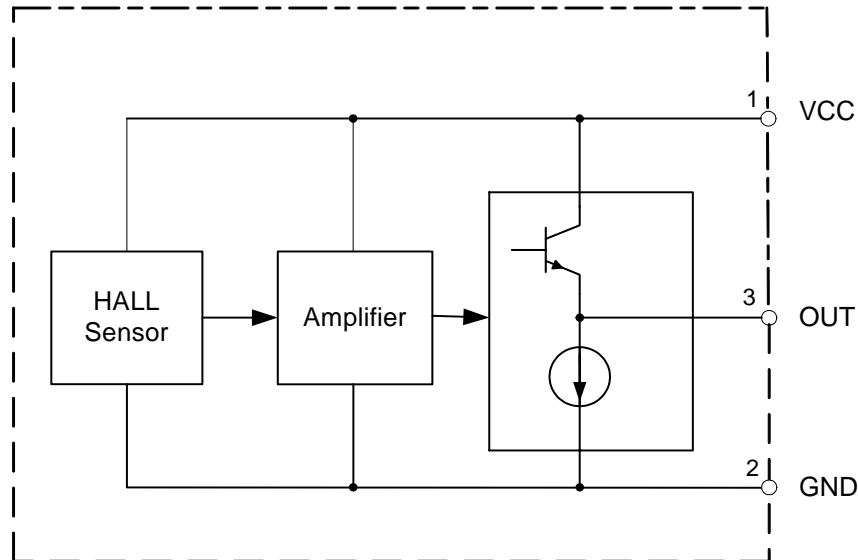 1 VCC
HALL
Sensor
Amplifier
3 OUT
2 GND